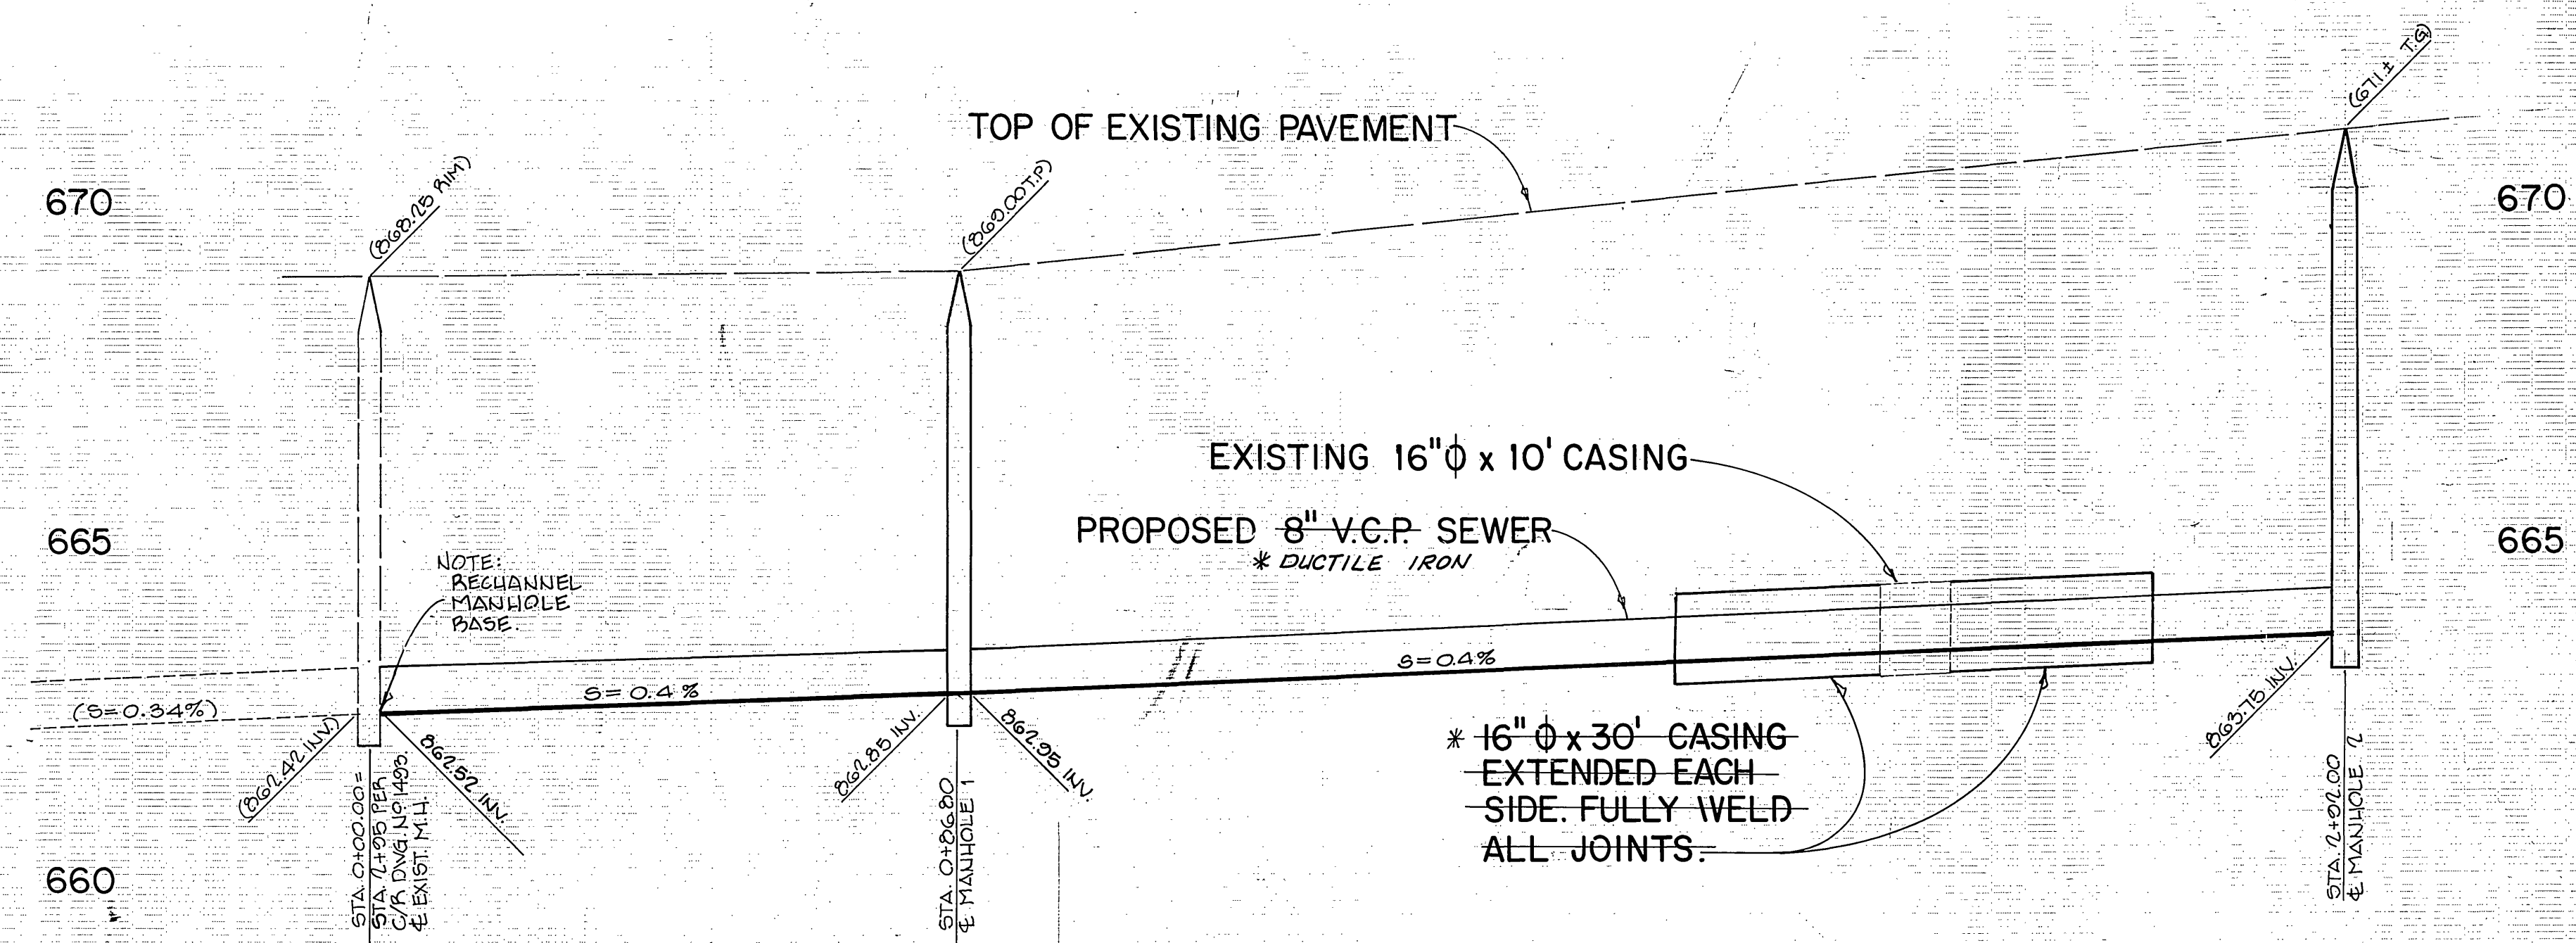 TOP OF EXISTING PAVEMENT
(671.± T.G)
670
(868.25 RIM)
(869.00 T.P)
670
EXISTING 16"ϕ x 10' CASING
665
PROPOSED 8" V.C.P. SEWER
* DUCTILE IRON
665
NOTE:
RECHANNEL
MANHOLE
BASE.
S=0.4%
S=0.4%
(S=0.34%)
(862.42 INV.)
862.52 INV.
862.85 INV.
862.95 INV.
863.75 INV.
* 16"ϕ x 30' CASING
EXTENDED EACH
SIDE. FULLY WELD
ALL JOINTS.
660
STA. 0+00.00=
STA. 2+95 PER
C/R DWG. Nº 1493.
℄ EXIST. M.H.
STA. 0+86.80
℄ MANHOLE 1
STA. 2+92.00
℄ MANHOLE 2